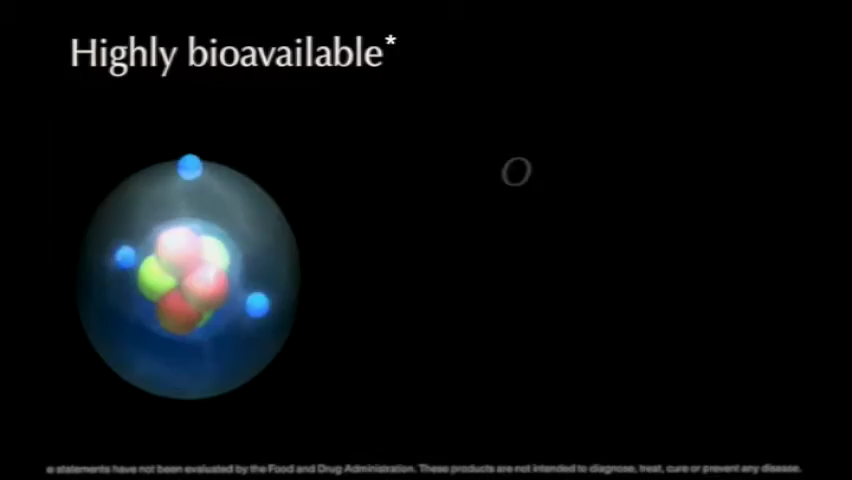 Highly bioavailable*
O
e statements have not been evaluated by the Food and Drug Administration. These products are not intended to diagnose, treat, cure or prevent any disease.